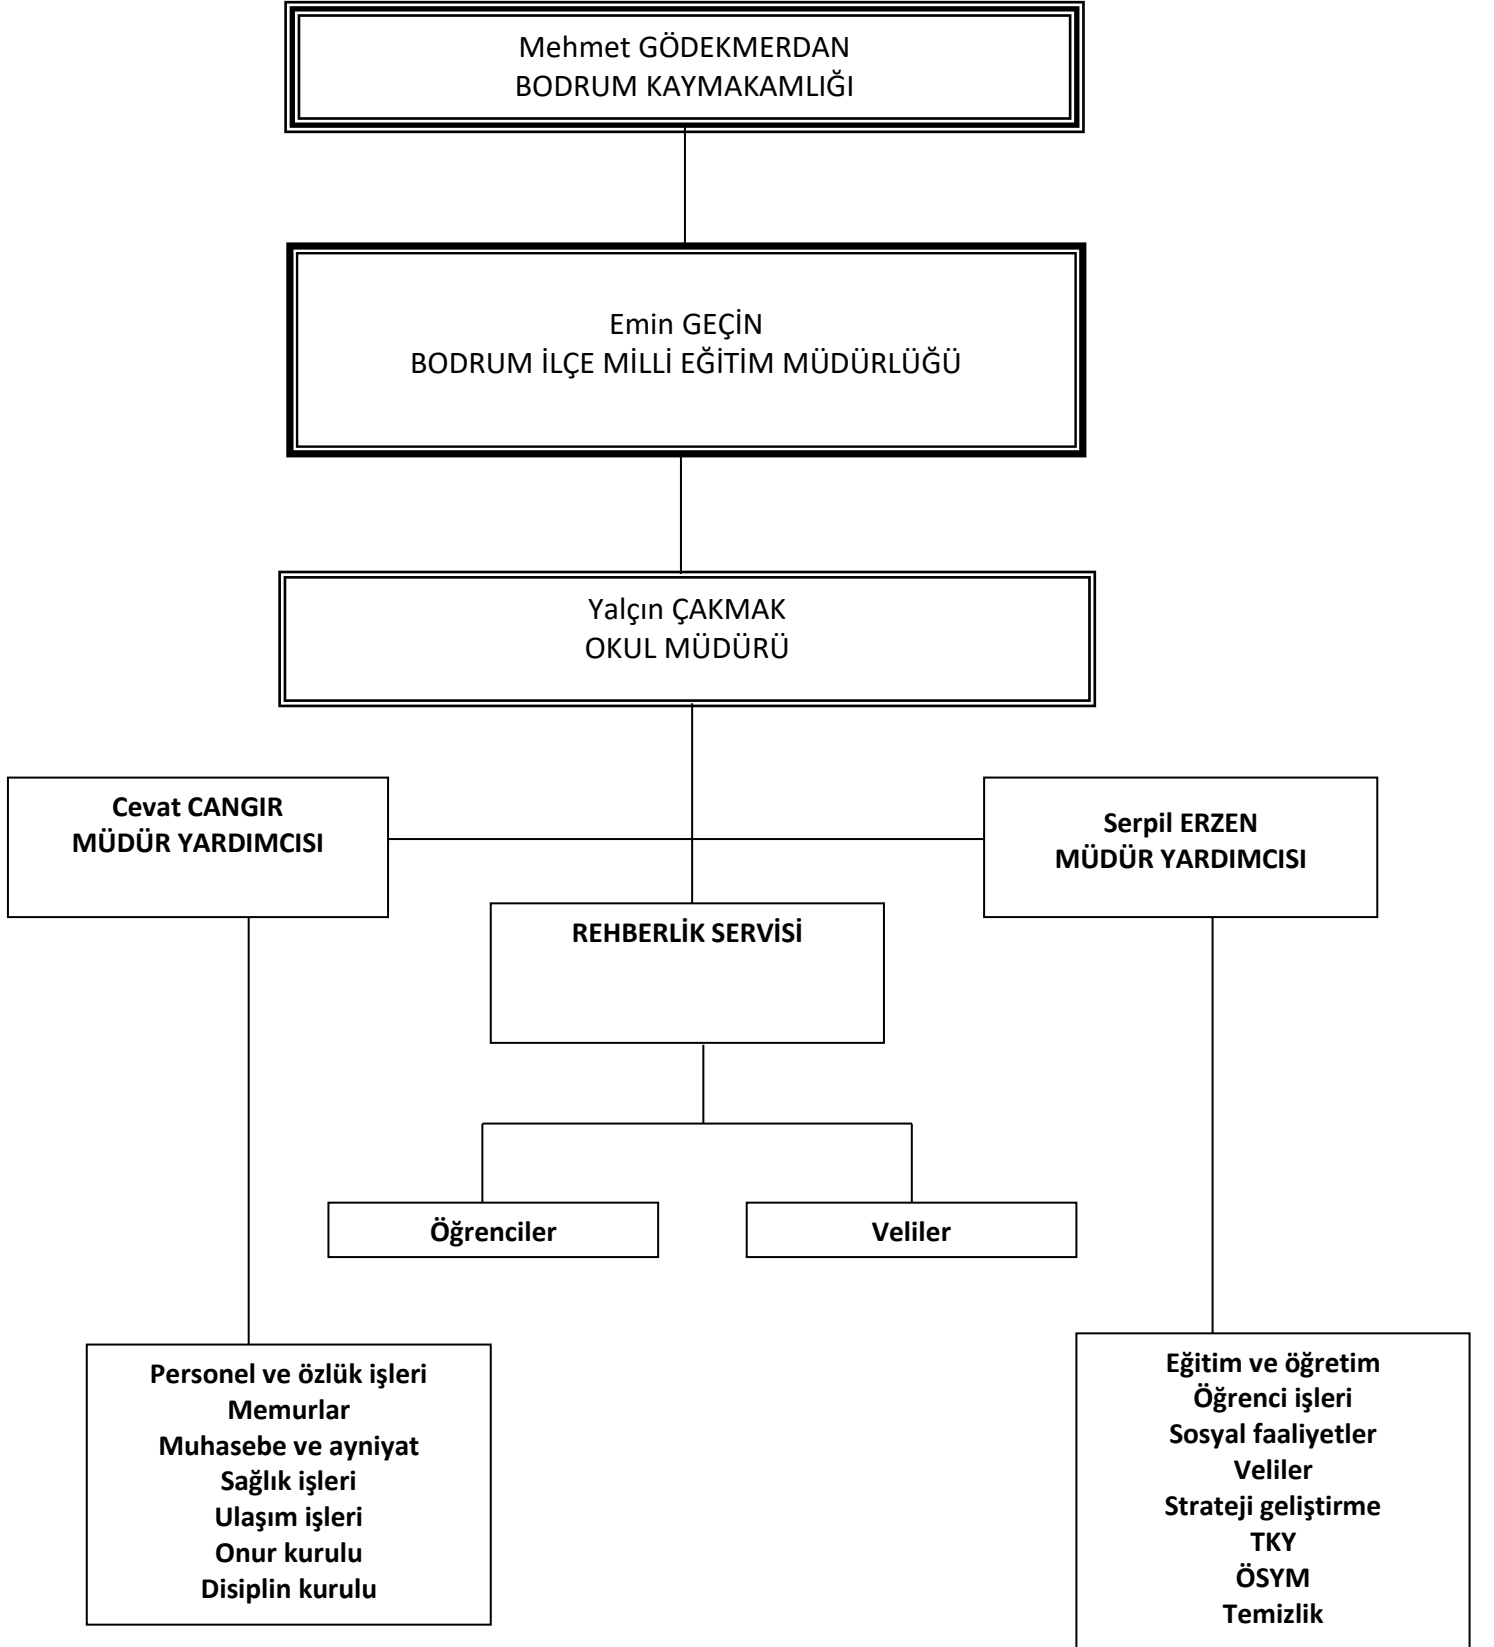 Mehmet GÖDEKMERDAN
BODRUM KAYMAKAMLIĞI
Emin GEÇİN
BODRUM İLÇE MİLLİ EĞİTİM MÜDÜRLÜĞÜ
Yalçın ÇAKMAK
OKUL MÜDÜRÜ
Cevat CANGIR
MÜDÜR YARDIMCISI
Serpil ERZEN
MÜDÜR YARDIMCISI
REHBERLİK SERVİSİ
Öğrenciler
Veliler
Personel ve özlük işleri
Memurlar
Muhasebe ve ayniyat
Sağlık işleri
Ulaşım işleri
Onur kurulu
Disiplin kurulu
Eğitim ve öğretim
Öğrenci işleri
Sosyal faaliyetler
Veliler
Strateji geliştirme
TKY
ÖSYM
Temizlik